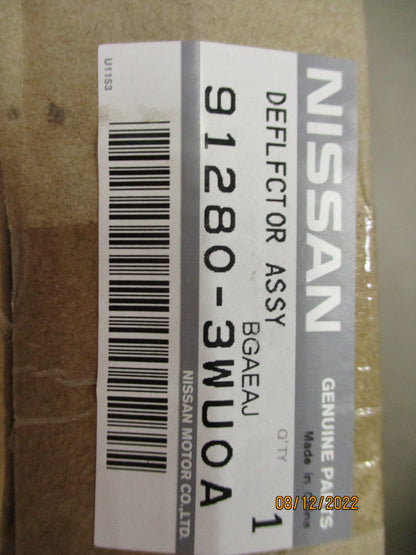 NISSAN
GENUINE PARTS
Made in China
DEFLFCTOR ASSY
BGAEAJ
Q'TY
1
91280-3WU0A
NISSAN MOTOR CO.,LTD.
U1153
08/12/2022